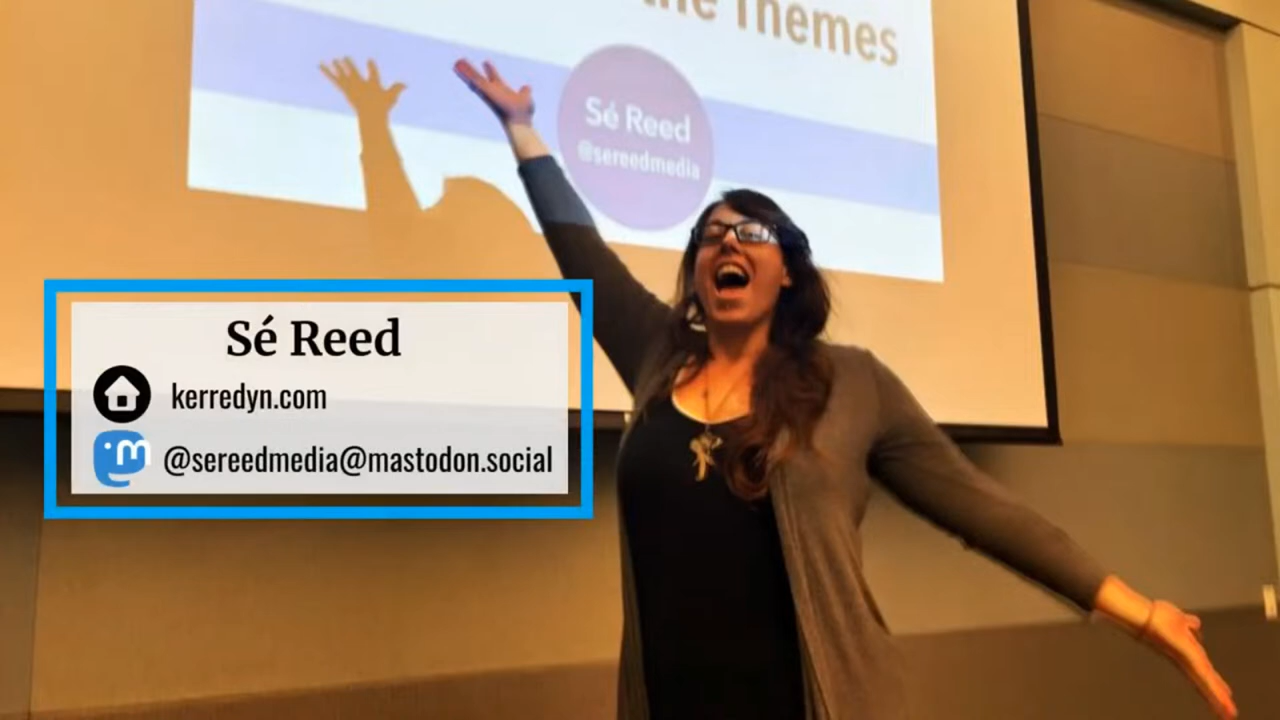 Themes
Sé Reed
@sereedmedia
Sé Reed
kerredyn.com
@sereedmedia@mastodon.social